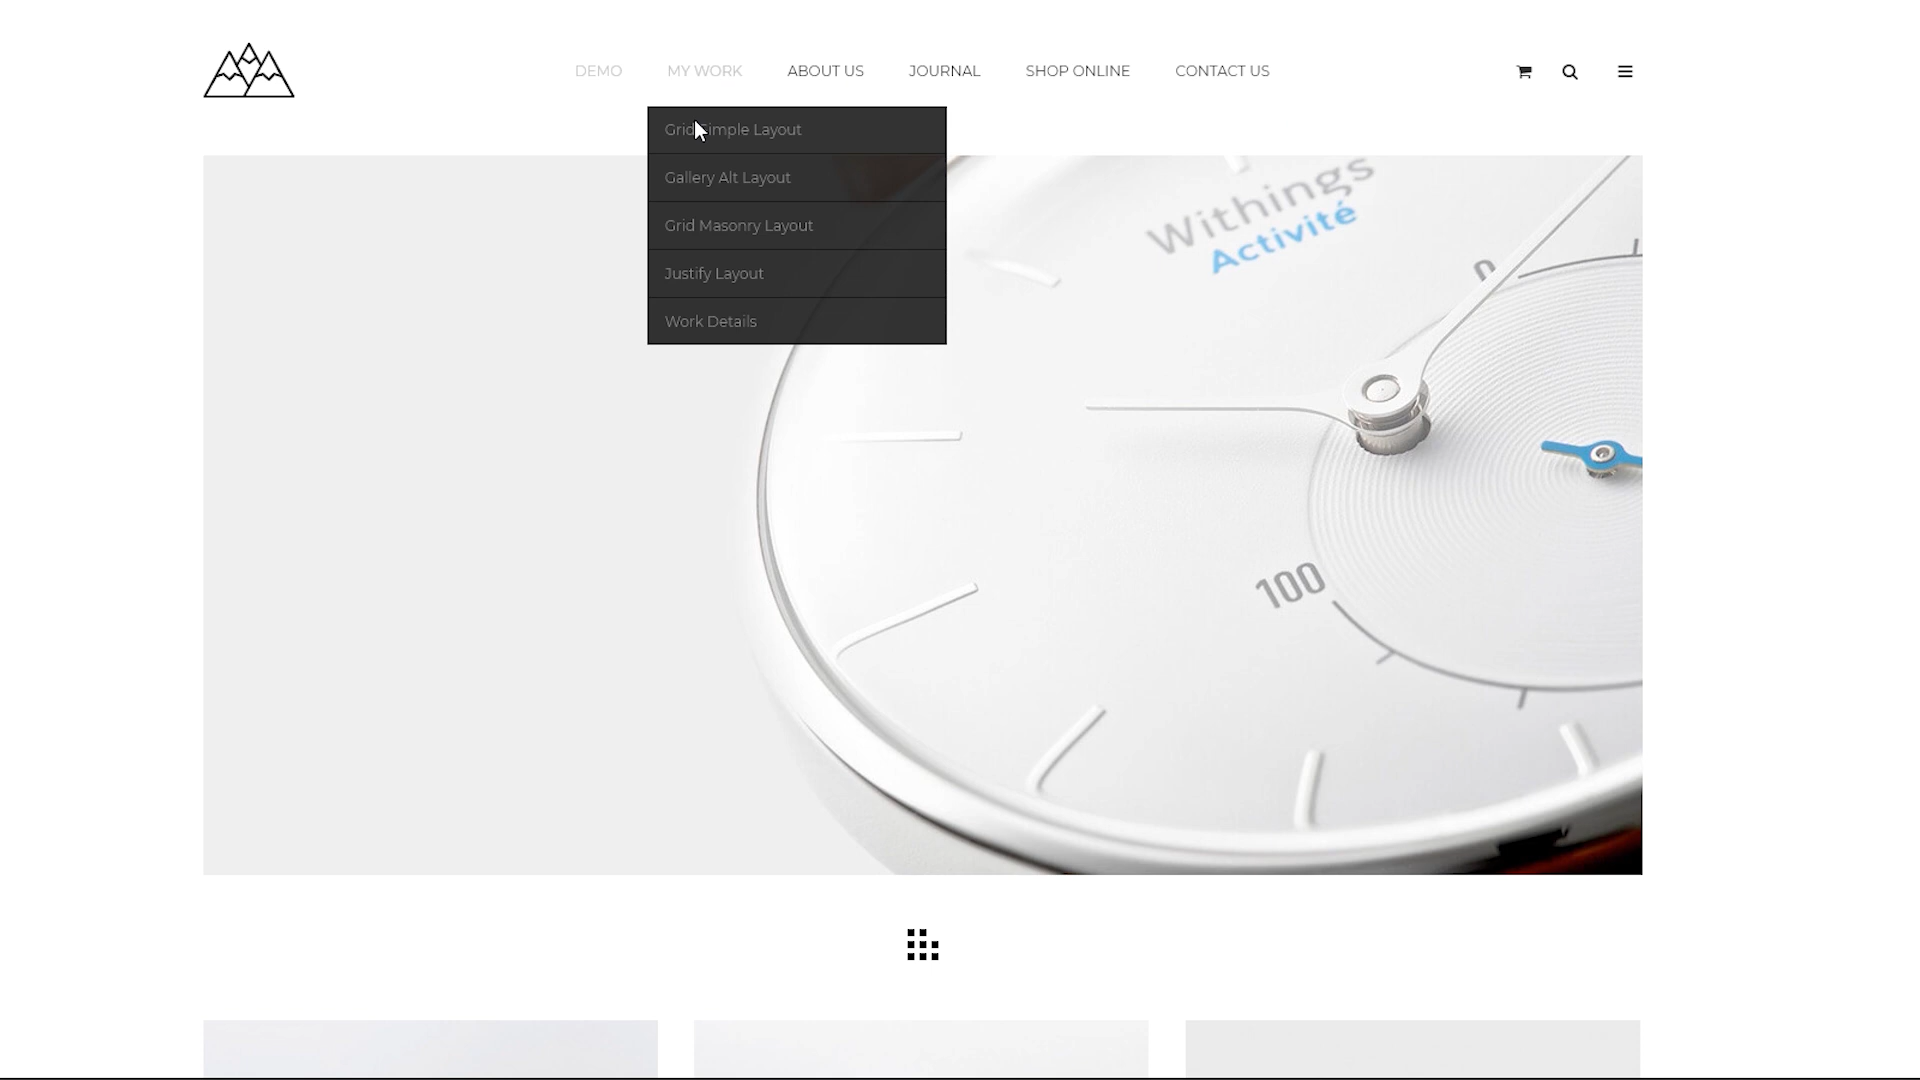 DEMO MY WORK ABOUT US JOURNAL SHOP ONLINE CONTACT US
Grid Simple Layout
Gallery Alt Layout
Grid Masonry Layout
Justify Layout
Work Details
Withings
Activité
0
100